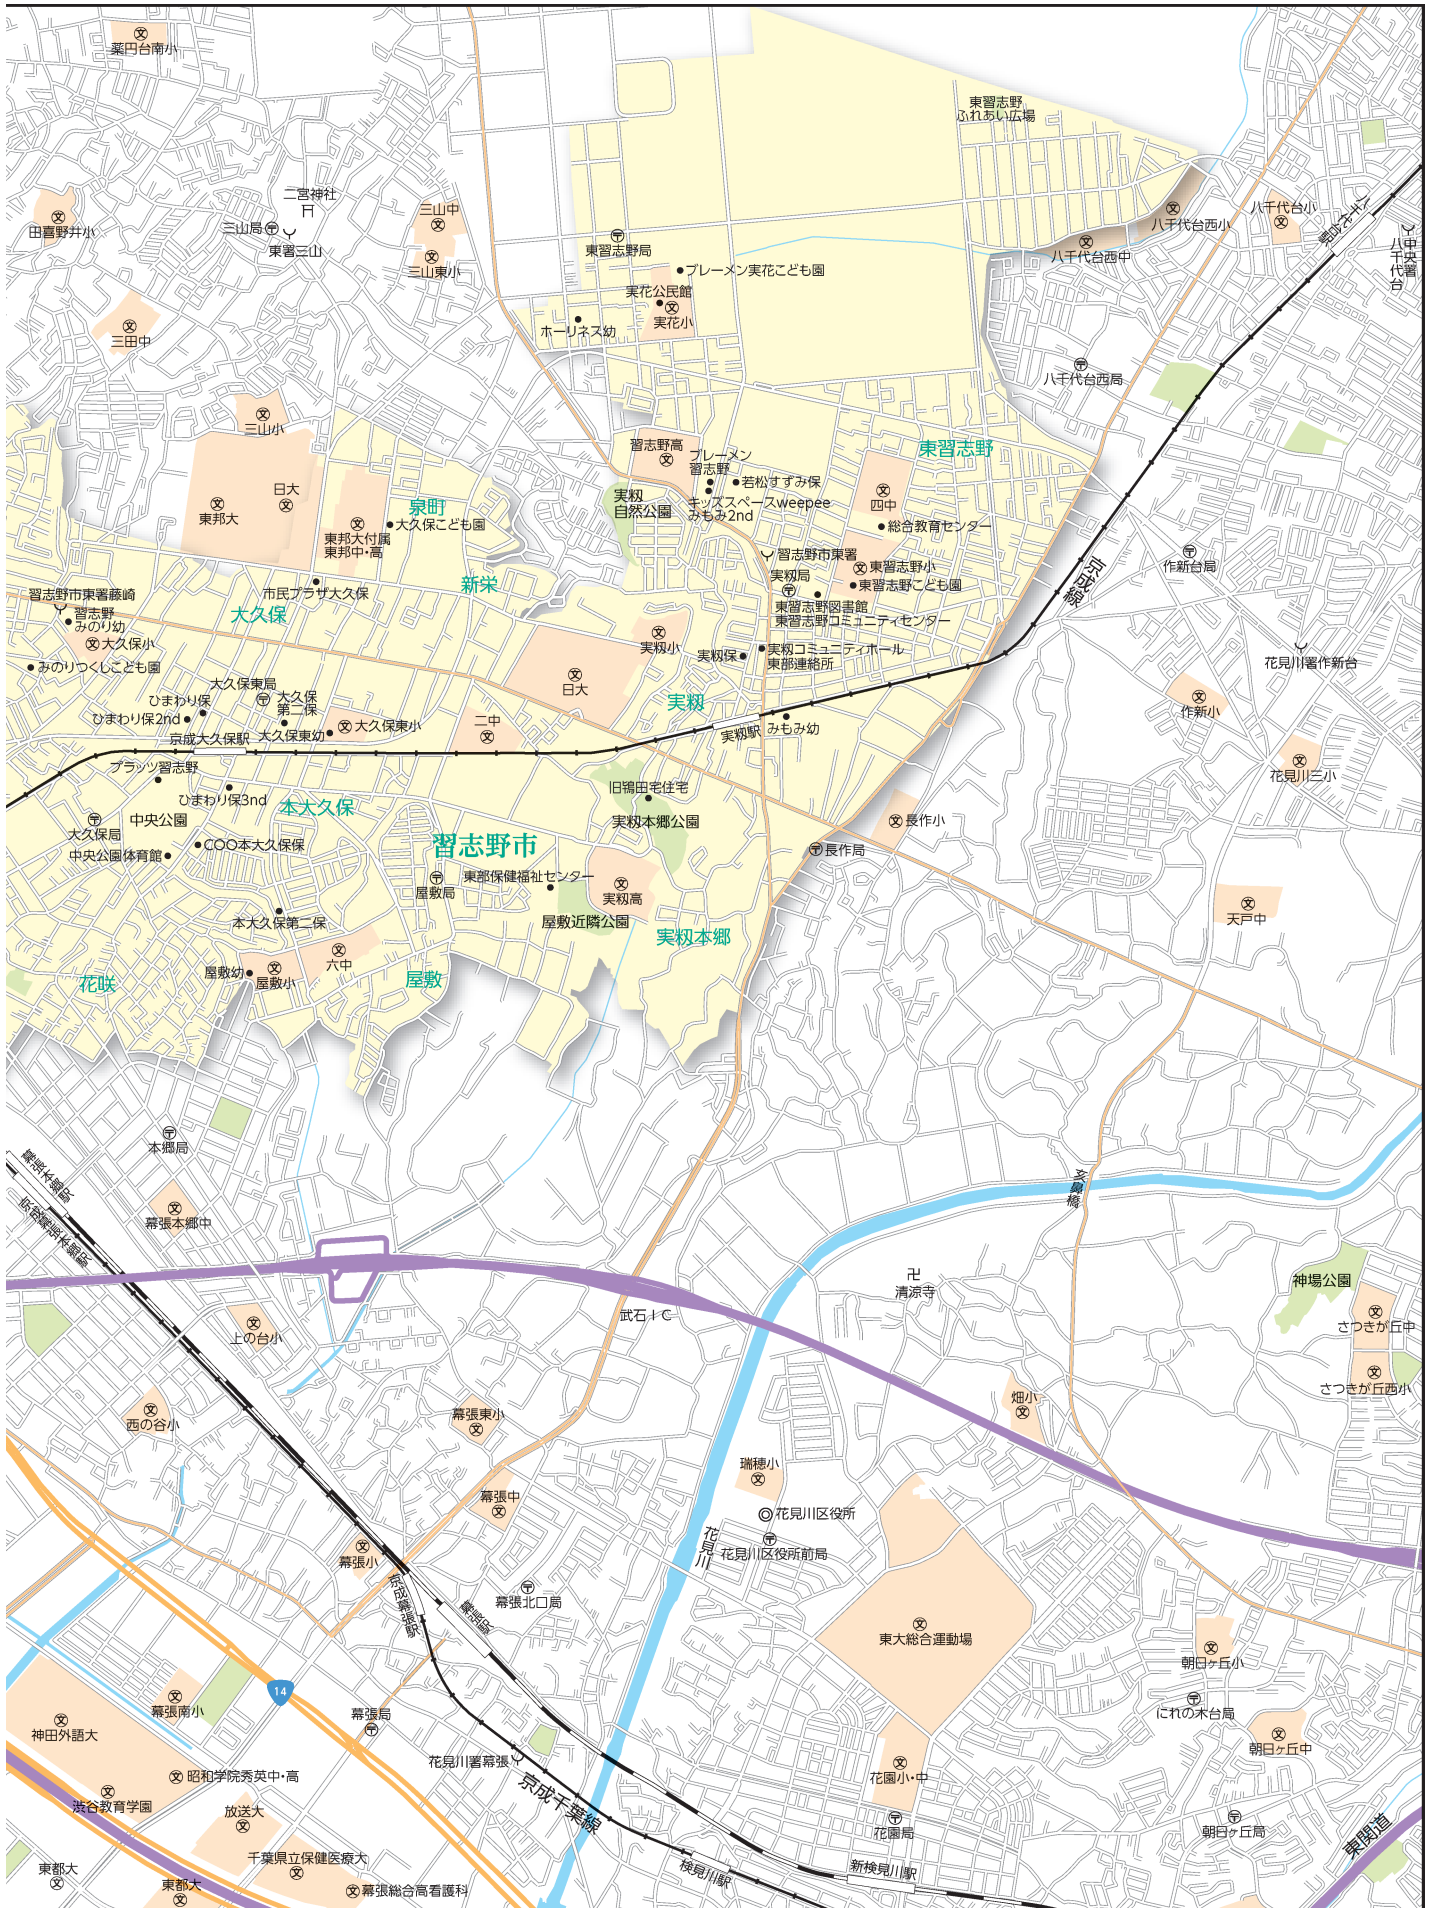 薬円台南小
東習志野
ふれあい広場
二宮神社
田喜野井小
三山局
東署三山
三山中
三山東小
東習志野局
ブレーメン実花こども園
実花公民館
実花小
ホーリネス幼
八千代台西小
八千代台小
八千代台駅
八千代台西中
中央署
八千代台
三田中
八千代台西局
三山小
東邦大
日大
東邦大付属
東邦中・高
泉町
大久保こども園
習志野高
ブレーメン
習志野
若松すずみ保
キッズスペースweepee
みもみ2nd
実籾
自然公園
東習志野
四中
総合教育センター
習志野市東署
実籾局
東習志野小
東習志野こども園
東習志野図書館
東習志野コミュニティセンター
京成線
作新台局
習志野市東署藤崎
習志野
みのり幼
大久保小
みのりつくしこども園
市民プラザ大久保
大久保
新栄
実籾小
実籾保
実籾コミュニティホール
東部連絡所
花見川署作新台
大久保東局
ひまわり保
ひまわり保2nd
大久保
第二保
大久保東幼
大久保東小
京成大久保駅
二中
日大
実籾
実籾駅
みもみ幼
作新小
花見川三小
プラッツ習志野
ひまわり保3nd
本大久保
大久保局
中央公園
中央公園体育館
COO本大久保保
習志野市
旧鴇田宅住宅
実籾本郷公園
長作小
長作局
屋敷局
東部保健福祉センター
実籾高
屋敷近隣公園
実籾本郷
天戸中
本大久保第二保
六中
屋敷幼
屋敷小
屋敷
花咲
本郷局
幕張本郷駅
京成幕張本郷駅
幕張本郷中
亥鼻橋
清涼寺
神場公園
さつきが丘中
さつきが丘西小
武石IC
上の台小
西の谷小
幕張東小
畑小
瑞穂小
幕張中
花見川区役所
花見川区役所前局
花見川
幕張小
京成幕張駅
幕張北口局
幕張駅
東大総合運動場
朝日ヶ丘小
にれの木台局
朝日ヶ丘中
14
幕張南小
神田外語大
幕張局
花見川署幕張
京成千葉線
花園小・中
花園局
朝日ヶ丘局
東関道
昭和学院秀英中・高
渋谷教育学園
放送大
千葉県立保健医療大
東都大
東都大
幕張総合高看護科
検見川駅
新検見川駅